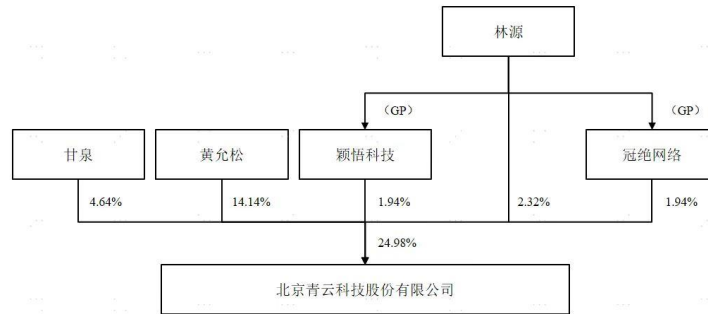 林源
（GP）
（GP）
甘泉
黄允松
颖悟科技
冠绝网络
4.64%
14.14%
1.94%
2.32%
1.94%
24.98%
北京青云科技股份有限公司